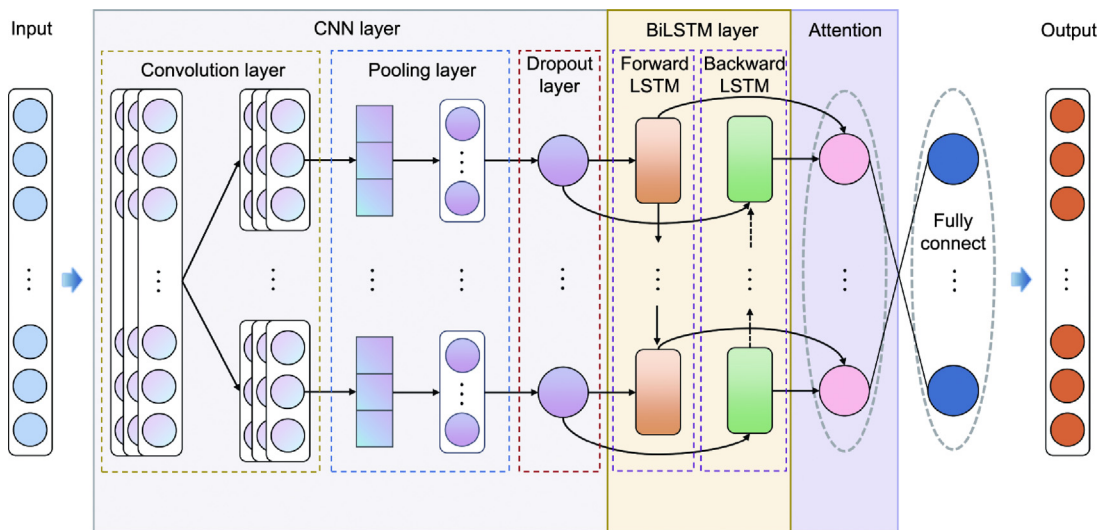 Input
CNN layer
BiLSTM layer
Attention
Output
Convolution layer
Pooling layer
Dropout
layer
Forward
LSTM
Backward
LSTM
Fully
connect